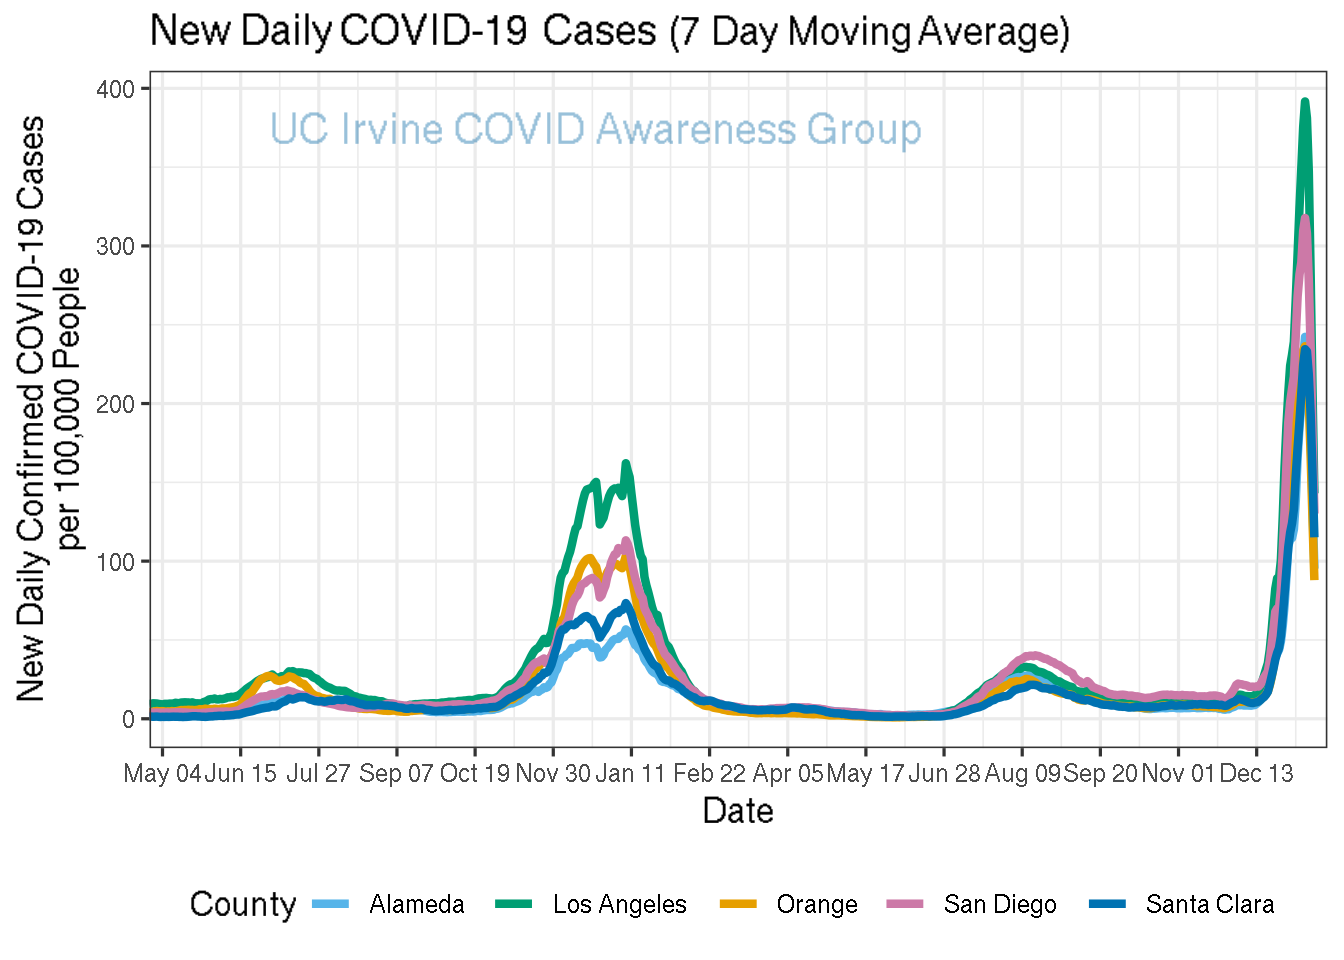 New Daily COVID-19 Cases (7 Day Moving Average)
UC Irvine COVID Awareness Group
New Daily Confirmed COVID-19 Cases
per 100,000 People
400
300
200
100
0
May 04 Jun 15 Jul 27 Sep 07 Oct 19 Nov 30 Jan 11 Feb 22 Apr 05 May 17 Jun 28 Aug 09 Sep 20 Nov 01 Dec 13
Date
County Alameda Los Angeles Orange San Diego Santa Clara